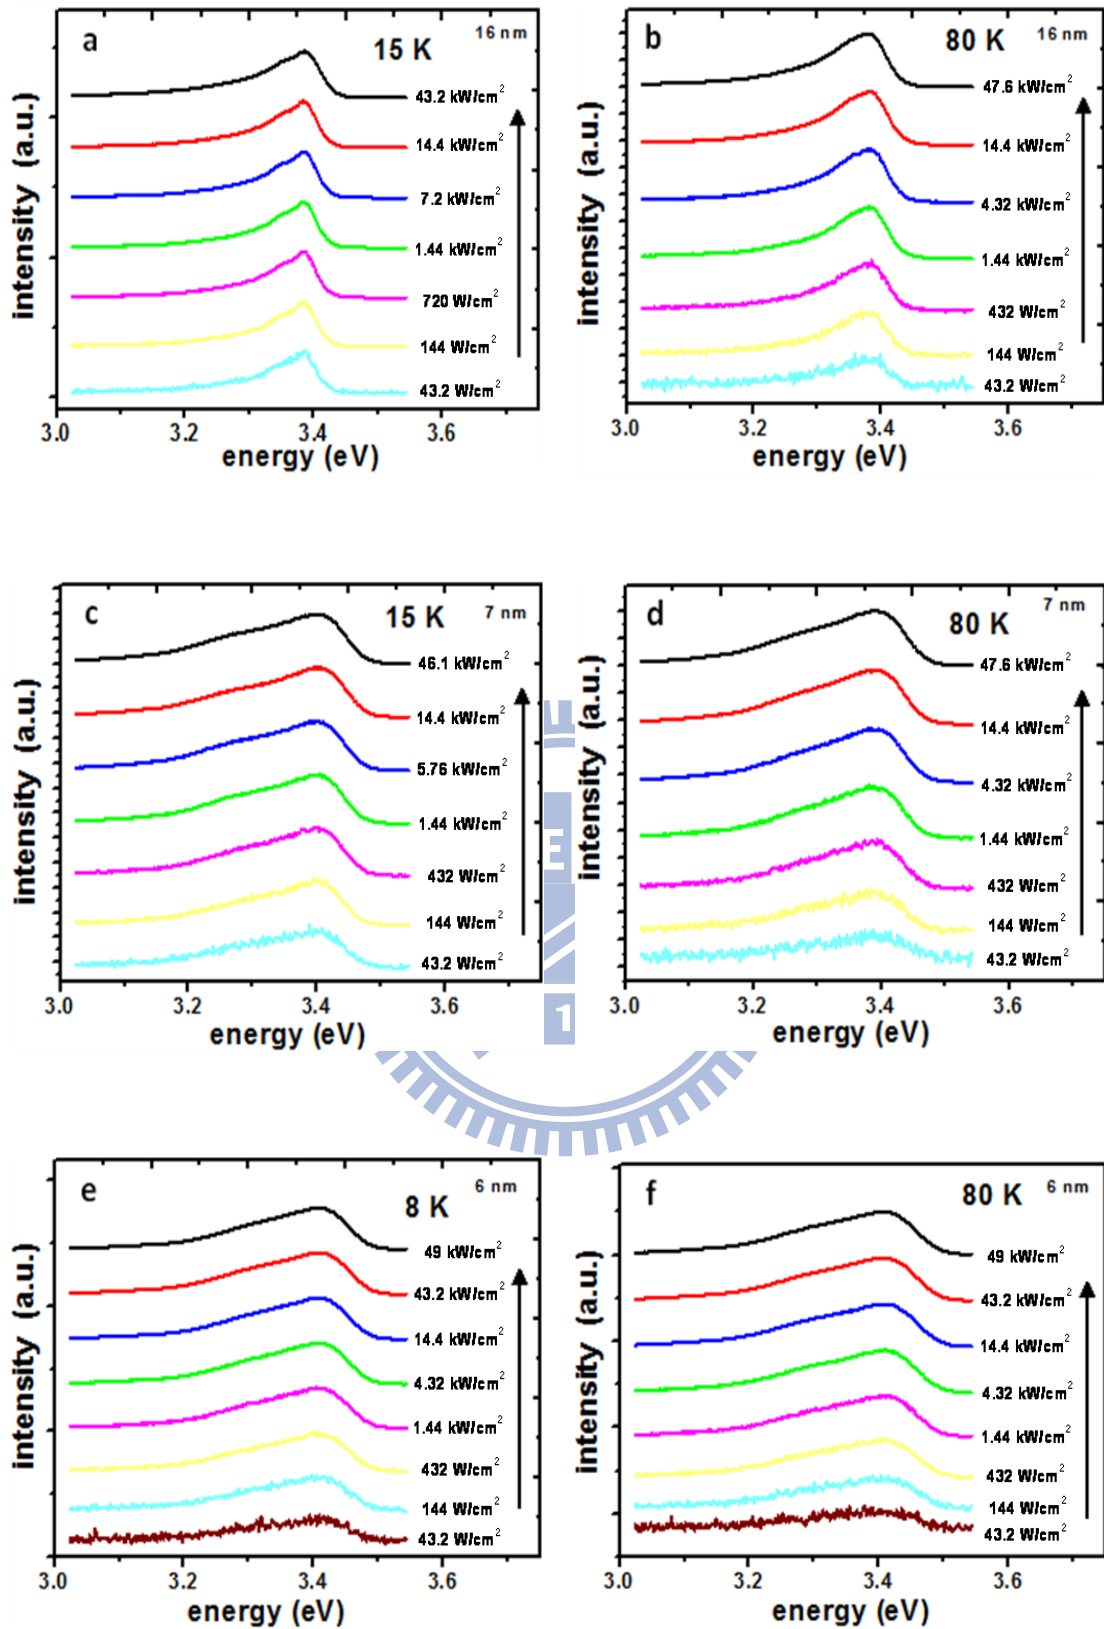 a
15 K
16 nm
43.2 kW/cm²
14.4 kW/cm²
7.2 kW/cm²
1.44 kW/cm²
720 W/cm²
144 W/cm²
43.2 W/cm²
intensity (a.u.)
3.0 3.2 3.4 3.6
energy (eV)
b
80 K
16 nm
47.6 kW/cm²
14.4 kW/cm²
4.32 kW/cm²
1.44 kW/cm²
432 W/cm²
144 W/cm²
43.2 W/cm²
intensity (a.u.)
3.0 3.2 3.4 3.6
energy (eV)
c
15 K
7 nm
46.1 kW/cm²
14.4 kW/cm²
5.76 kW/cm²
1.44 kW/cm²
432 W/cm²
144 W/cm²
43.2 W/cm²
intensity (a.u.)
3.0 3.2 3.4 3.6
energy (eV)
d
80 K
7 nm
47.6 kW/cm²
14.4 kW/cm²
4.32 kW/cm²
1.44 kW/cm²
432 W/cm²
144 W/cm²
43.2 W/cm²
intensity (a.u.)
3.0 3.2 3.4 3.6
energy (eV)
E
1
e
8 K
6 nm
49 kW/cm²
43.2 kW/cm²
14.4 kW/cm²
4.32 kW/cm²
1.44 kW/cm²
432 W/cm²
144 W/cm²
43.2 W/cm²
intensity (a.u.)
3.0 3.2 3.4 3.6
energy (eV)
f
80 K
6 nm
49 kW/cm²
43.2 kW/cm²
14.4 kW/cm²
4.32 kW/cm²
1.44 kW/cm²
432 W/cm²
144 W/cm²
43.2 W/cm²
intensity (a.u.)
3.0 3.2 3.4 3.6
energy (eV)